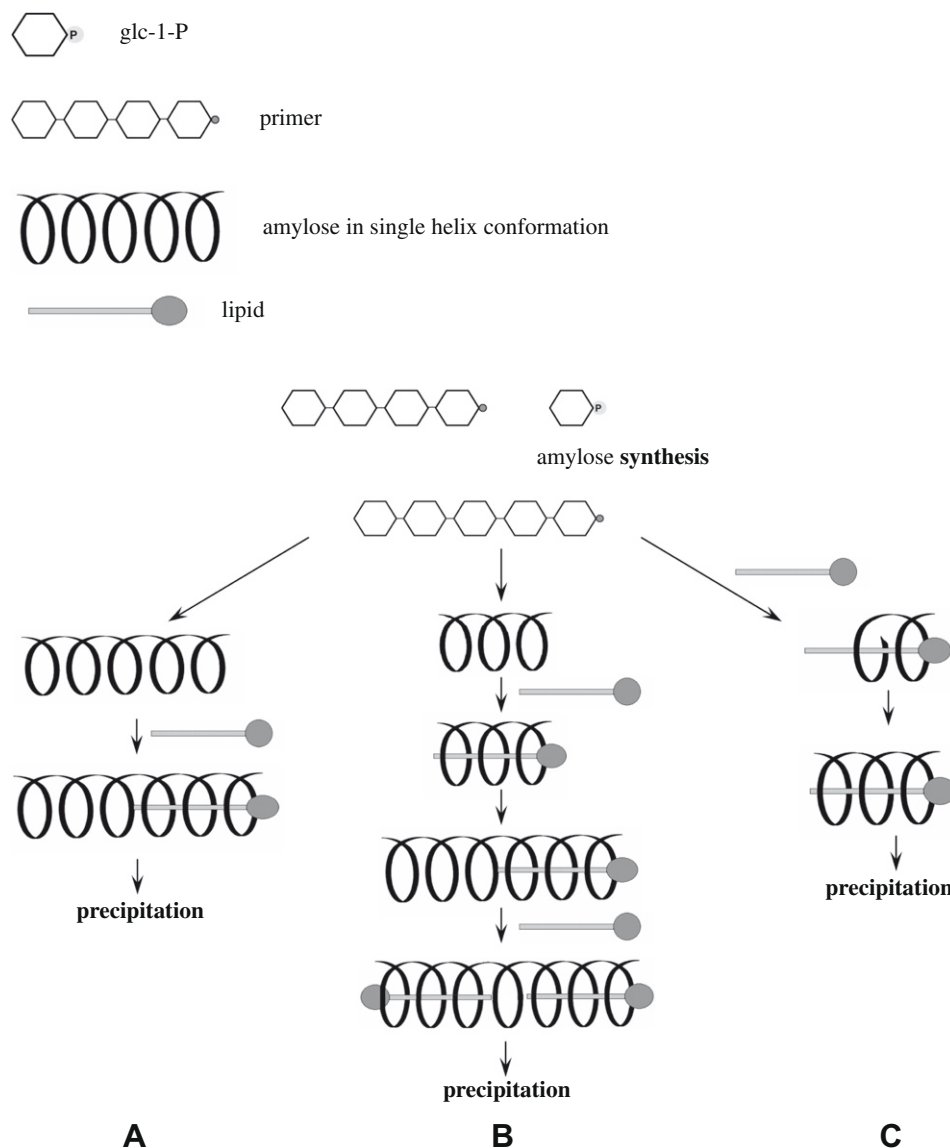 P glc-1-P
primer
amylose in single helix conformation
lipid
P
amylose synthesis
precipitation
precipitation
precipitation
A B C